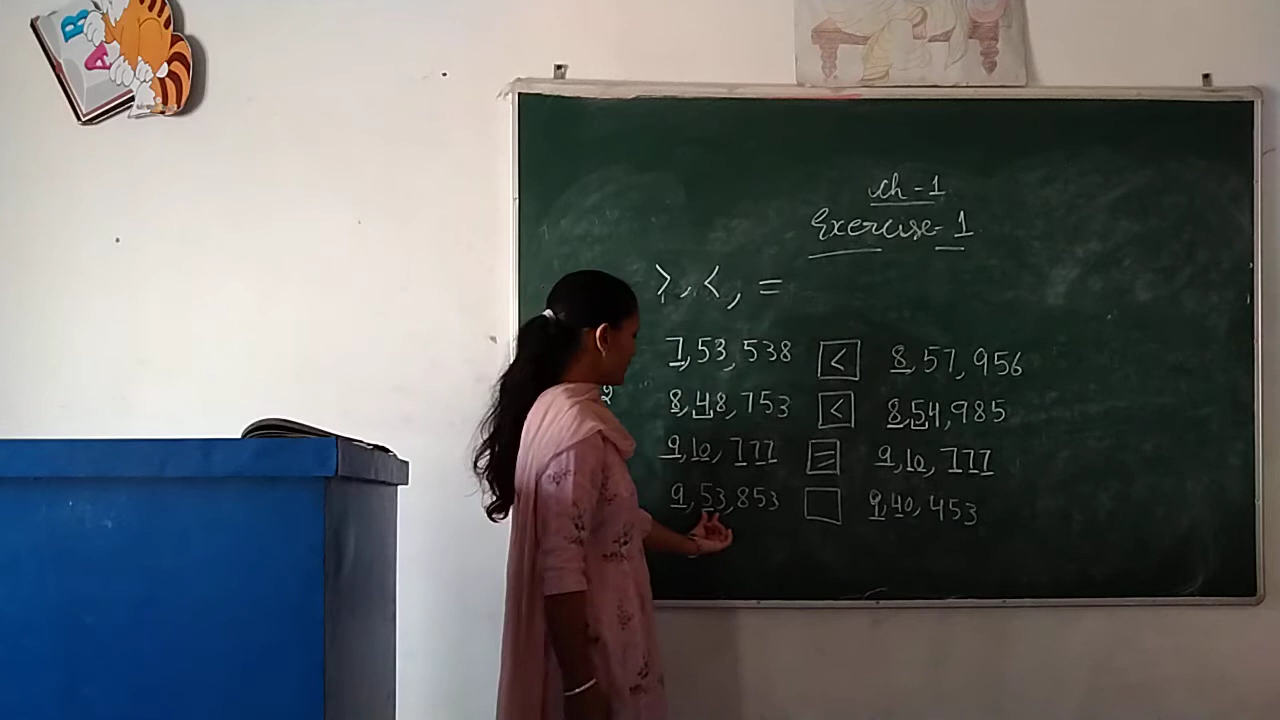 B
A
ch-1
Exercise-1
>, <, =
7,53,538 < 8,57,956
2 8,48,753 < 8,54,985
9,10,777 = 9,10,777
9,53,853 9,40,453